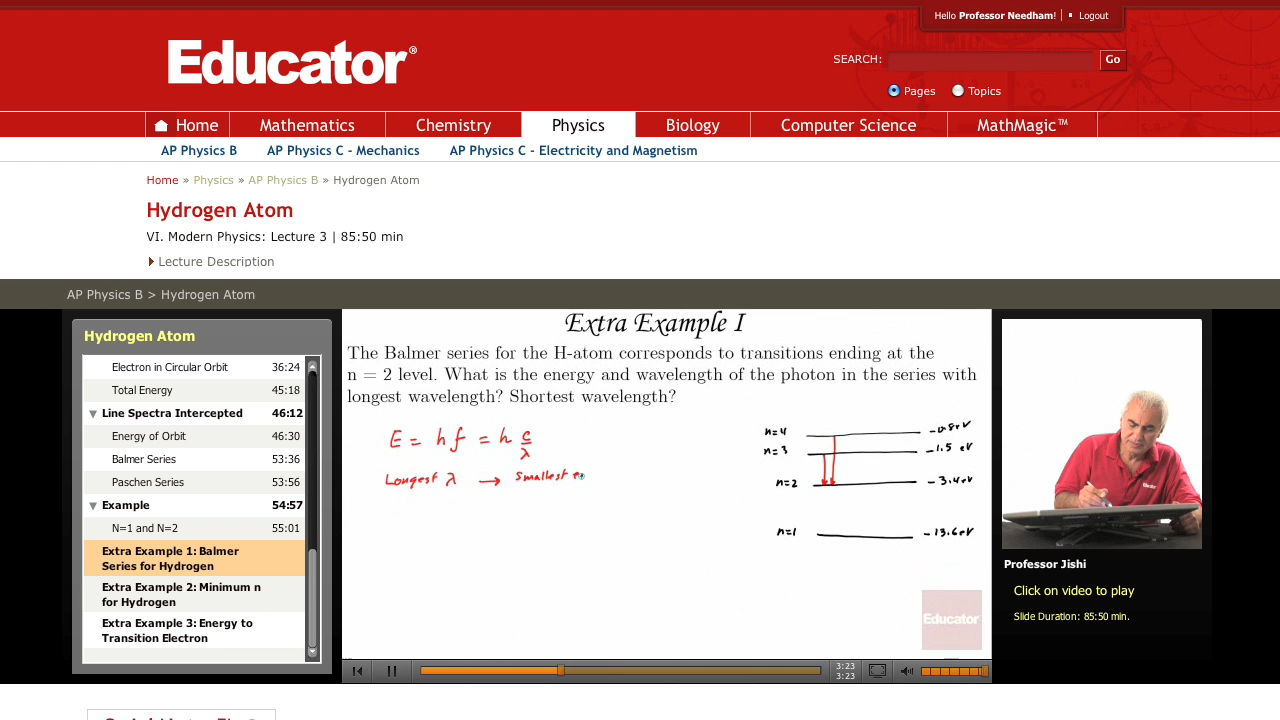 Hello Professor Needham! Logout
Educator®
SEARCH: Go
Pages Topics
Home Mathematics Chemistry Physics Biology Computer Science MathMagic™
AP Physics B AP Physics C - Mechanics AP Physics C - Electricity and Magnetism
Home » Physics » AP Physics B » Hydrogen Atom
Hydrogen Atom
VI. Modern Physics: Lecture 3 | 85:50 min
Lecture Description
AP Physics B > Hydrogen Atom
Hydrogen Atom
Electron in Circular Orbit 36:24
Total Energy 45:18
Line Spectra Intercepted 46:12
Energy of Orbit 46:30
Balmer Series 53:36
Paschen Series 53:56
Example 54:57
N=1 and N=2 55:01
Extra Example 1: Balmer
Series for Hydrogen
Extra Example 2: Minimum n
for Hydrogen
Extra Example 3: Energy to
Transition Electron
Extra Example I
The Balmer series for the H-atom corresponds to transitions ending at the
n = 2 level. What is the energy and wavelength of the photon in the series with
longest wavelength? Shortest wavelength?
E = hf = h c/λ
Longest λ → smallest e
n=4 -0.8eV
n=3 -1.5 eV
n=2 -3.4eV
n=1 -13.6eV
Educator
3:23
3:23
Professor Jishi
Click on video to play
Slide Duration: 85:50 min.